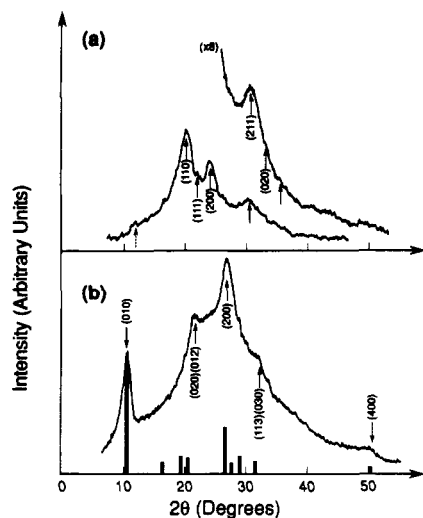 (a)
(x8)
(211)
(110)
(111)
(200)
(020)
(b)
(010)
(200)
(020)(012)
(113)(030)
(400)
Intensity (Arbitrary Units)
0 10 20 30 40 50
2θ (Degrees)